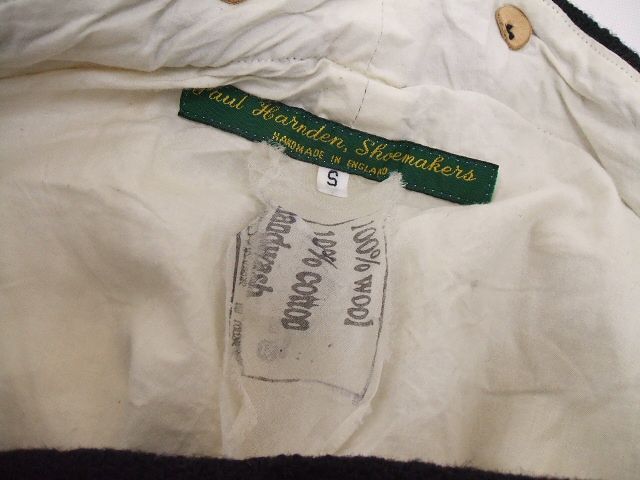 Paul Harnden, Shoemakers
HANDMADE IN ENGLAND
S
100% WOOl
10% COTTON
Handwash